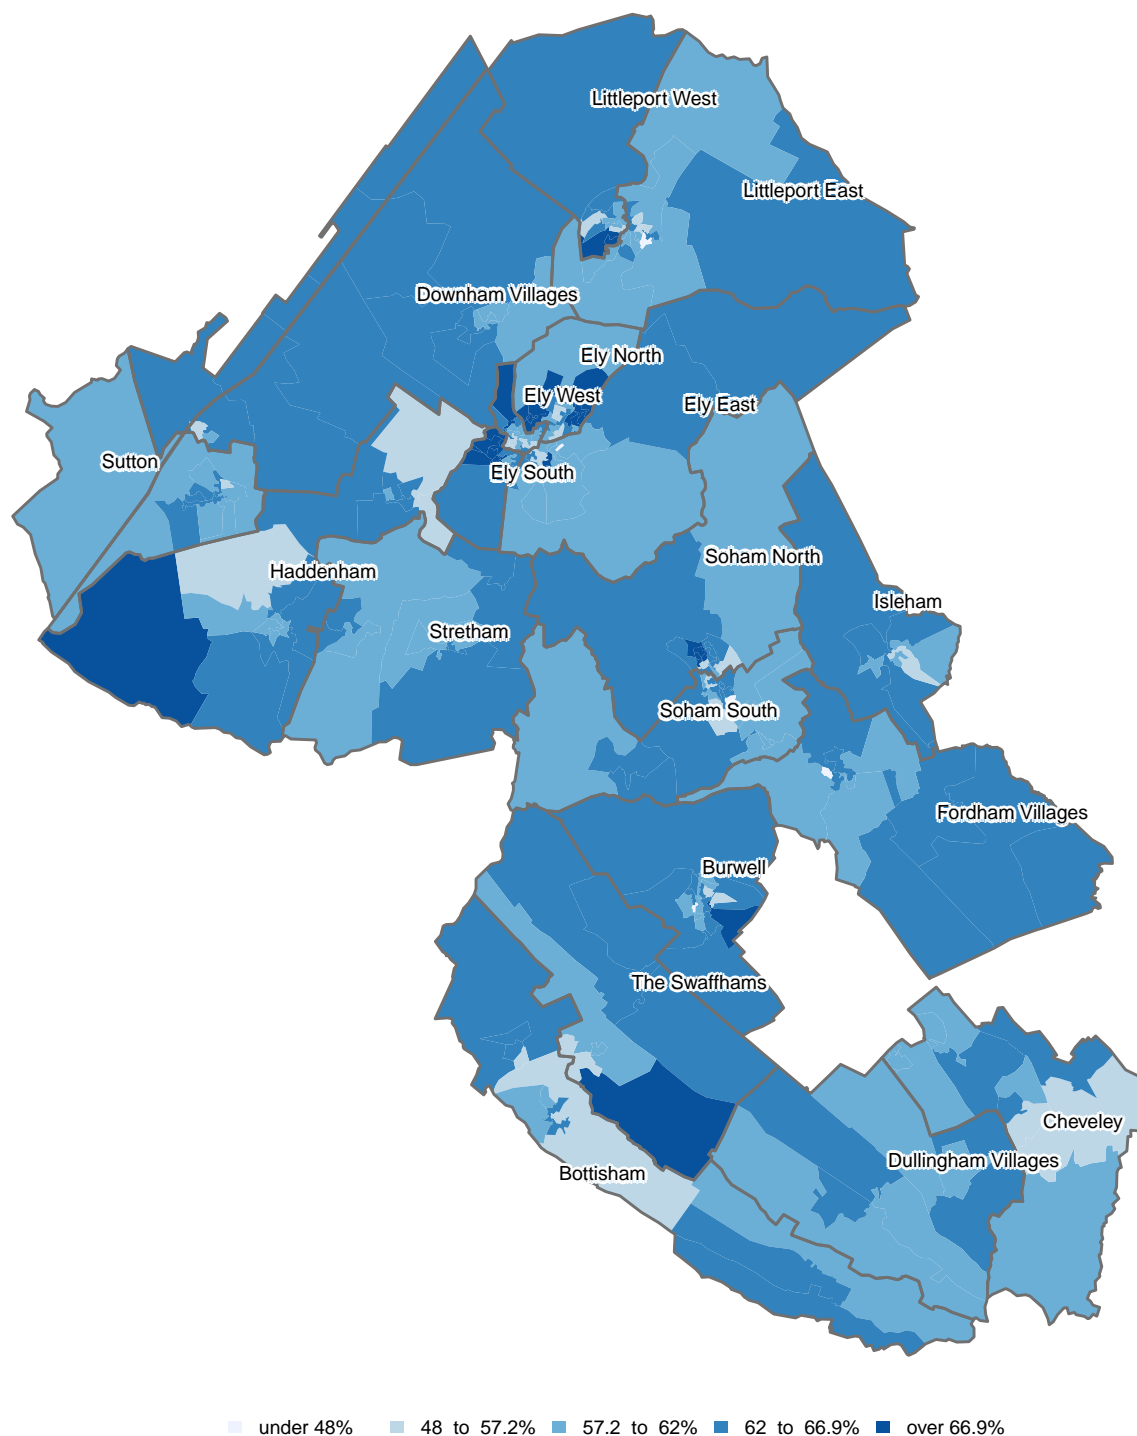 Littleport West
Littleport East
Downham Villages
Ely North
Ely West
Ely East
Sutton
Ely South
Soham North
Haddenham
Isleham
Stretham
Soham South
Fordham Villages
Burwell
The Swaffhams
Cheveley
Dullingham Villages
Bottisham
under 48% 48 to 57.2% 57.2 to 62% 62 to 66.9% over 66.9%